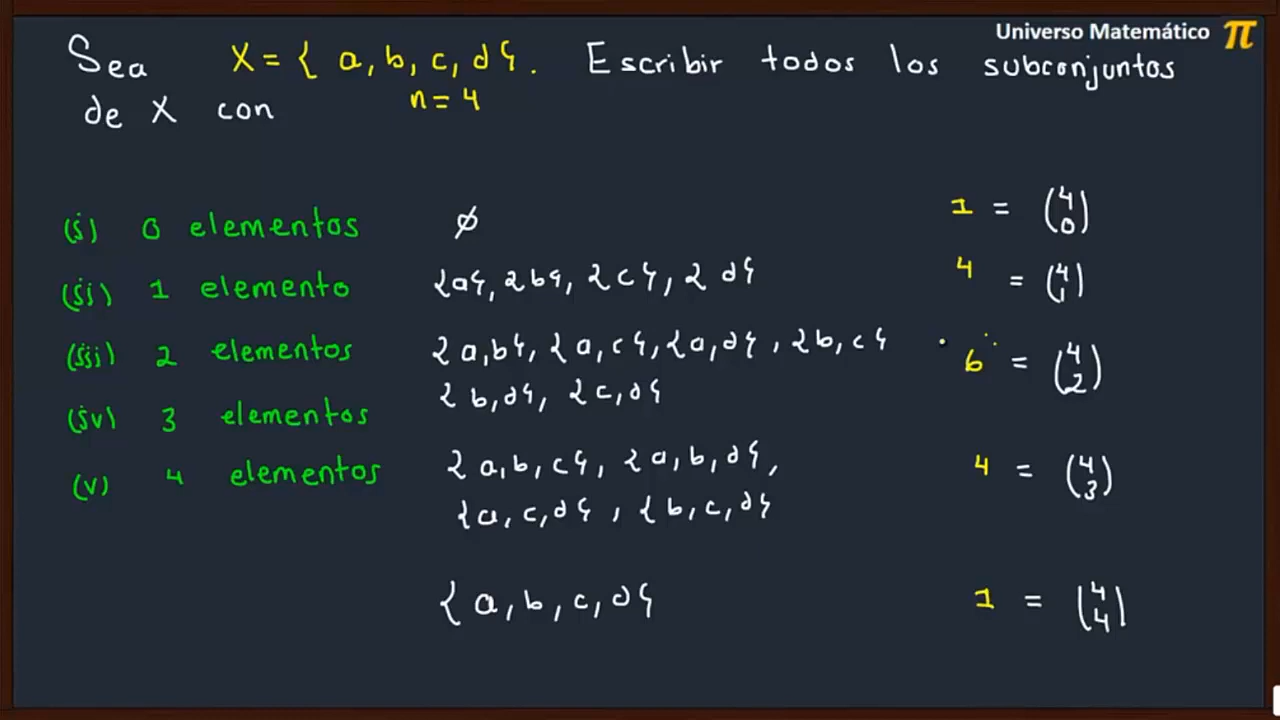 Universo Matemático π
Sea X = { a, b, c, d }. Escribir todos los subconjuntos
de X con n = 4
(i) 0 elementos ∅ 1 = (4 0)
(ii) 1 elemento {a}, {b}, {c}, {d} 4 = (4 1)
(iii) 2 elementos {a,b}, {a,c}, {a,d}, {b,c} 6 = (4 2)
{b,d}, {c,d}
(iv) 3 elementos
{a,b,c}, {a,b,d}, 4 = (4 3)
(v) 4 elementos
{a,c,d}, {b,c,d}
{a,b,c,d} 1 = (4 4)